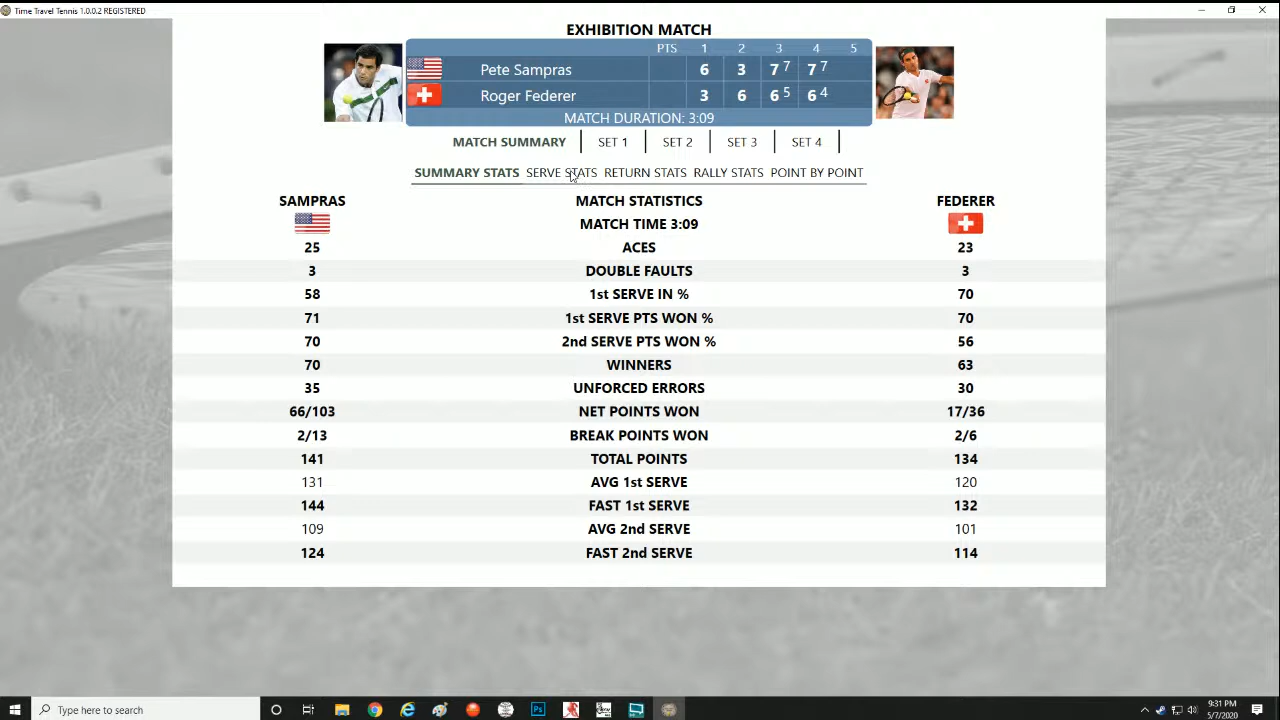 Time Travel Tennis 1.0.0.2 REGISTERED
EXHIBITION MATCH
PTS 1 2 3 4 5
Pete Sampras 6 3 7 7 7 7
Roger Federer 3 6 6 5 6 4
MATCH DURATION: 3:09
MATCH SUMMARY SET 1 SET 2 SET 3 SET 4
SUMMARY STATS SERVE STATS RETURN STATS RALLY STATS POINT BY POINT
SAMPRAS MATCH STATISTICS FEDERER
MATCH TIME 3:09
25 ACES 23
3 DOUBLE FAULTS 3
58 1st SERVE IN % 70
71 1st SERVE PTS WON % 70
70 2nd SERVE PTS WON % 56
70 WINNERS 63
35 UNFORCED ERRORS 30
66/103 NET POINTS WON 17/36
2/13 BREAK POINTS WON 2/6
141 TOTAL POINTS 134
131 AVG 1st SERVE 120
144 FAST 1st SERVE 132
109 AVG 2nd SERVE 101
124 FAST 2nd SERVE 114
Type here to search
9:31 PM
5/7/2020